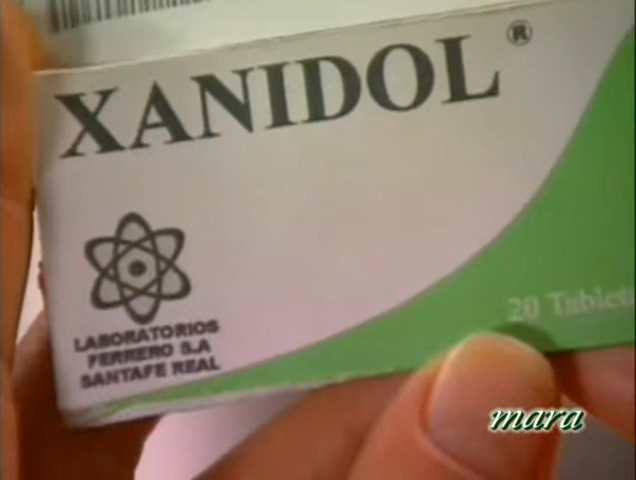 XANIDOL®
LABORATORIOS
FERRERO S.A
SANTAFE REAL
20 Tablet
mara